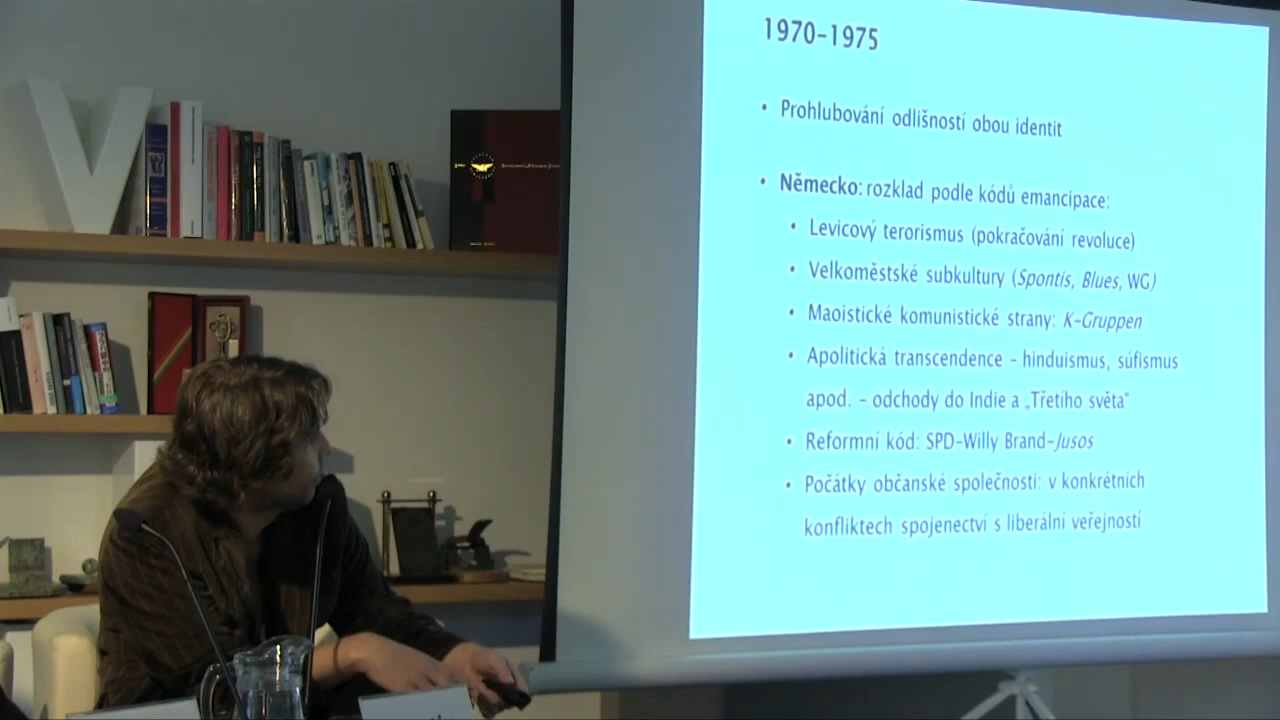 V
1970-1975
• Prohlubování odlišností obou identit
• Německo: rozklad podle kódů emancipace:
• Levicový terorismus (pokračování revoluce)
• Velkoměstské subkultury (Spontis, Blues, WG)
• Maoistické komunistické strany: K-Gruppen
• Apolitická transcendence - hinduismus, súfismus
apod. - odchody do Indie a „Třetího světa“
• Reformní kód: SPD-Willy Brand-Jusos
• Počátky občanské společnosti: v konkrétních
konfliktech spojenectví s liberální veřejností